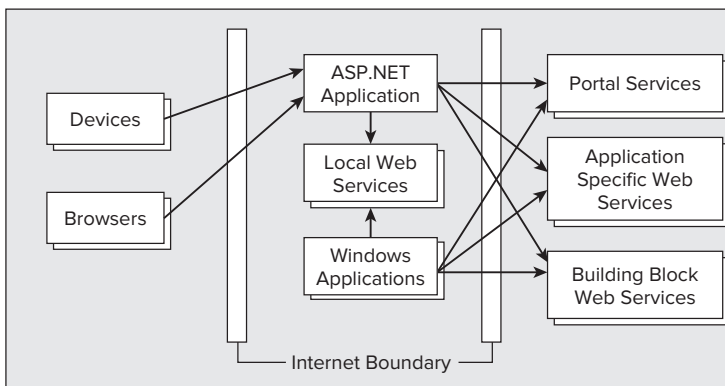 Devices
Browsers
ASP.NET
Application
Local Web
Services
Windows
Applications
Portal Services
Application
Specific Web
Services
Building Block
Web Services
Internet Boundary